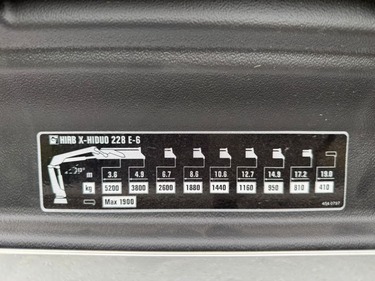 HIAB X-HIDUO 228 E-6
m 3.6 4.9 6.7 8.6 10.6 12.7 14.9 17.2 19.0
kg 5200 3800 2600 1880 1440 1160 950 810 410
Max 1900